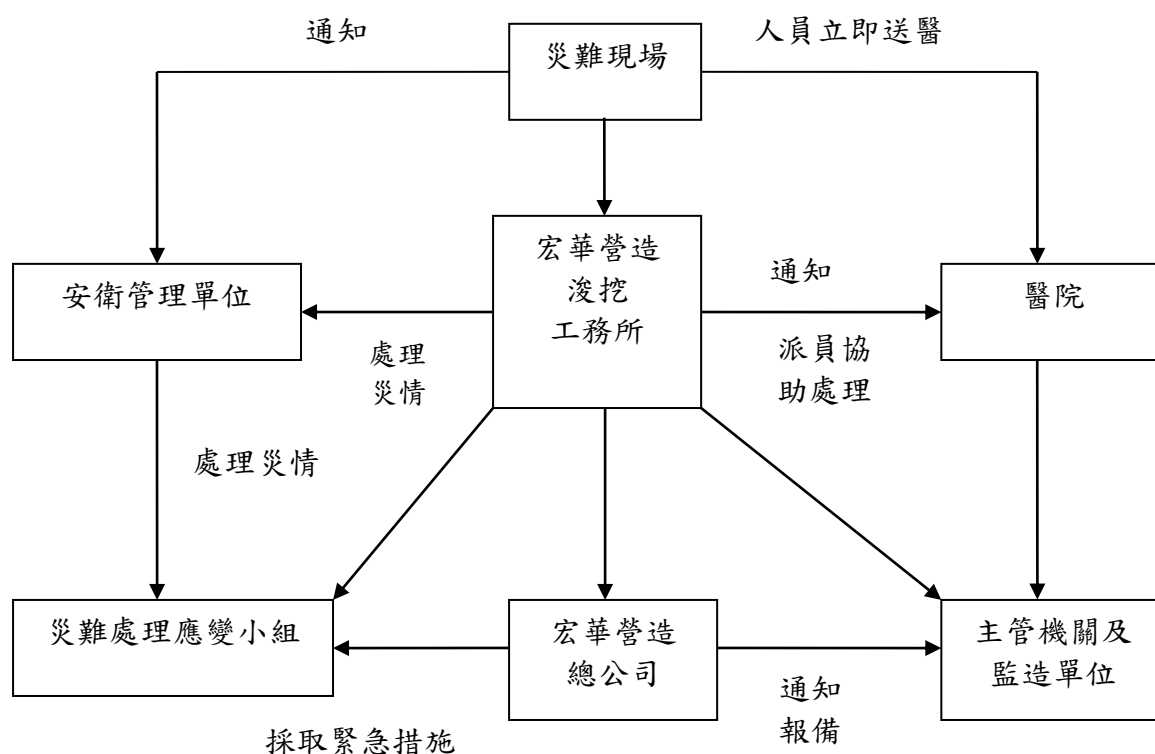 通知
人員立即送醫
災難現場
宏華營造
浚挖
工務所
通知
安衛管理單位
醫院
處理
災情
派員協
助處理
處理災情
災難處理應變小組
宏華營造
總公司
主管機關及
監造單位
通知
報備
採取緊急措施